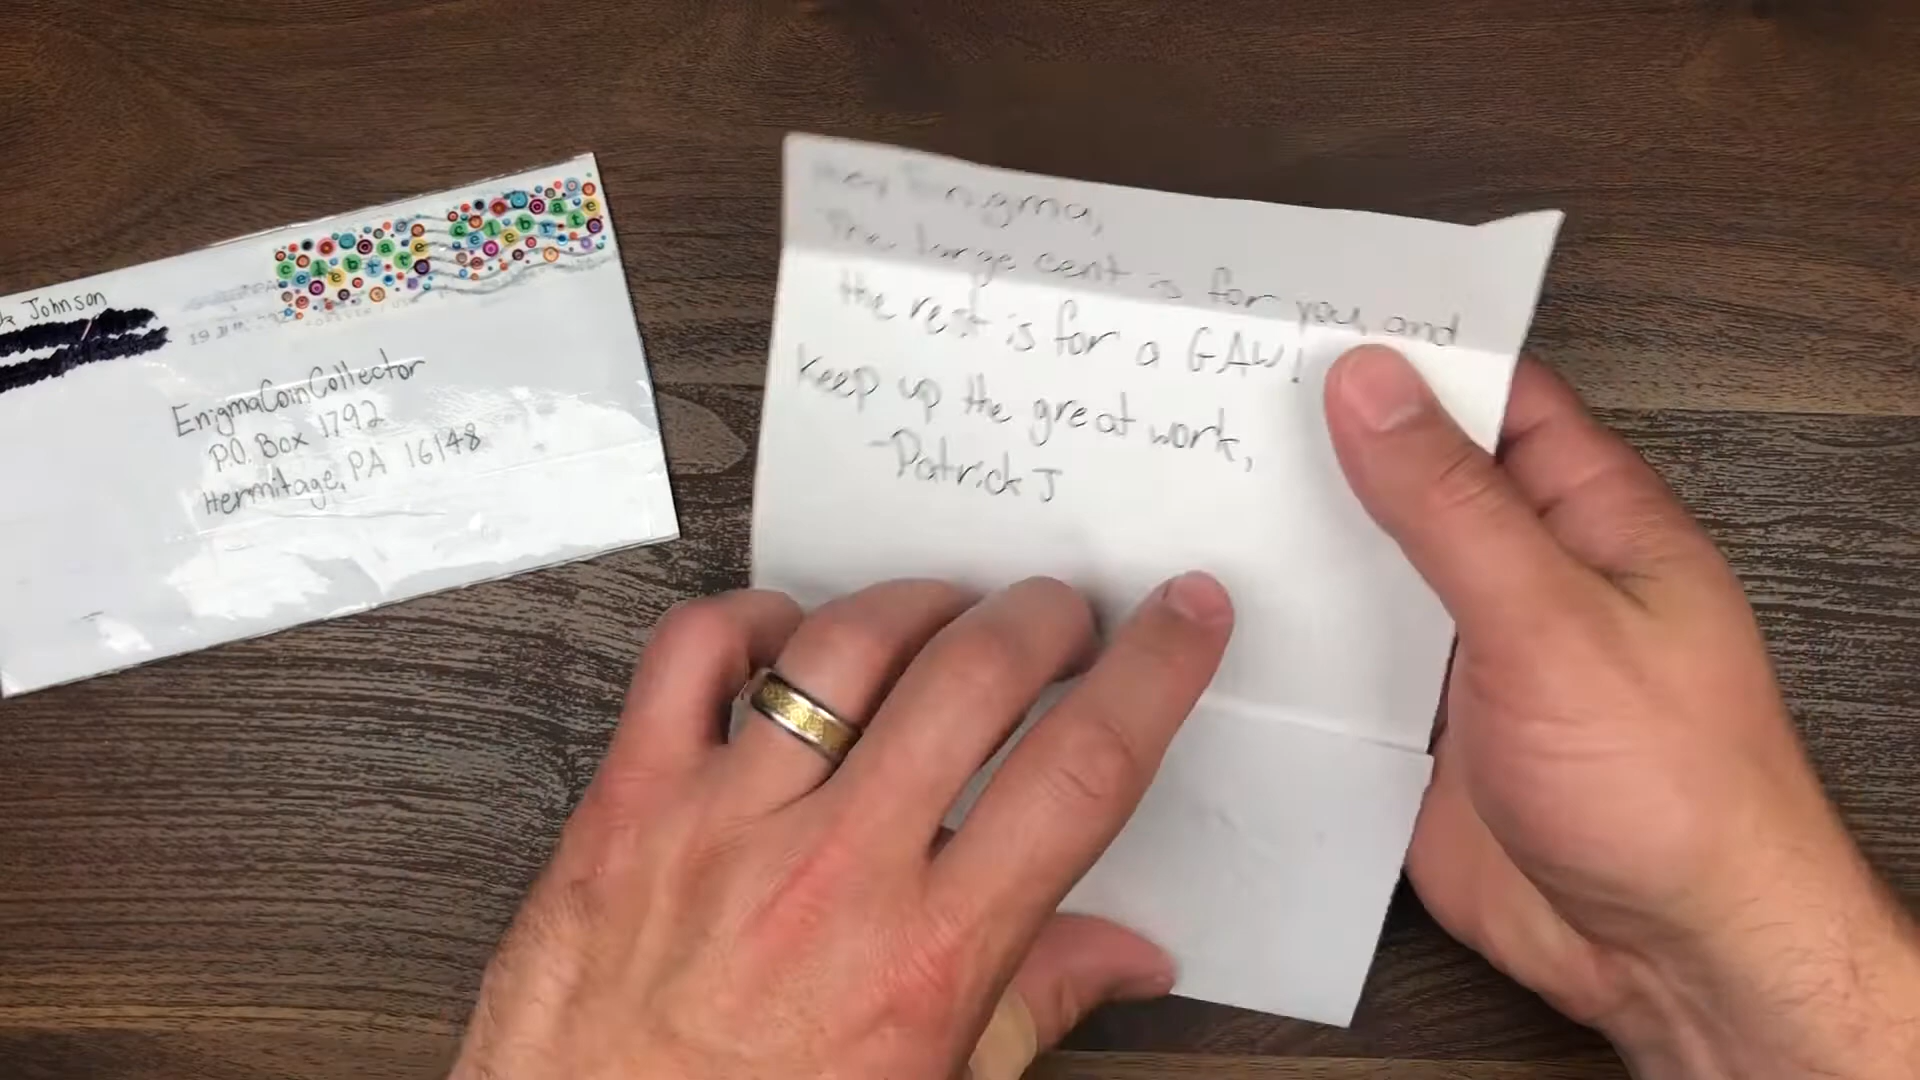 Johnson
celebrate
celebrate
EnigmaCoinCollector
P.O. Box 1792
Hermitage, PA 16148
Hey Enigma,
The large cent is for you, and
the rest is for a GAW!
Keep up the great work,
-Patrick J